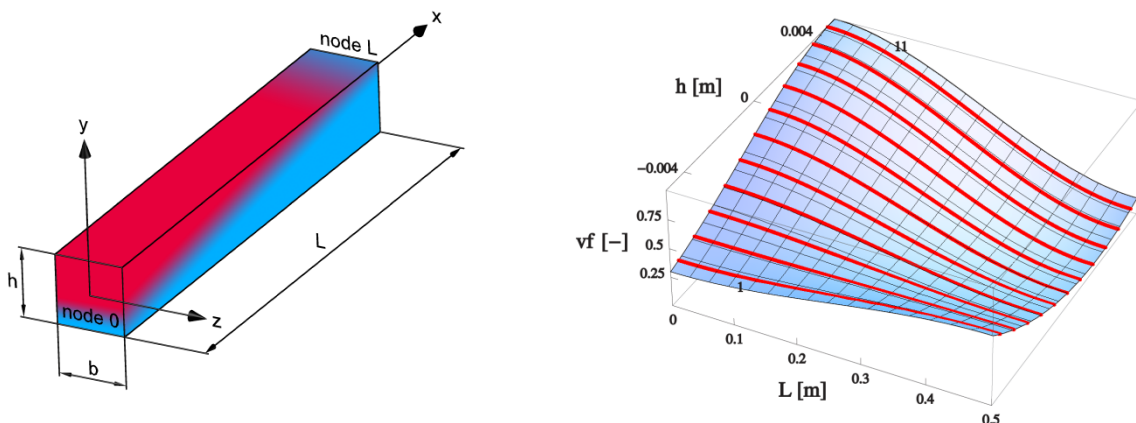 node L
x
y
h
node 0
z
L
b
0.004
11
h [m]
0
−0.004
0.75
vf [−]
0.5
0.25
1
0
0.1
0.2
0.3
0.4
0.5
L [m]